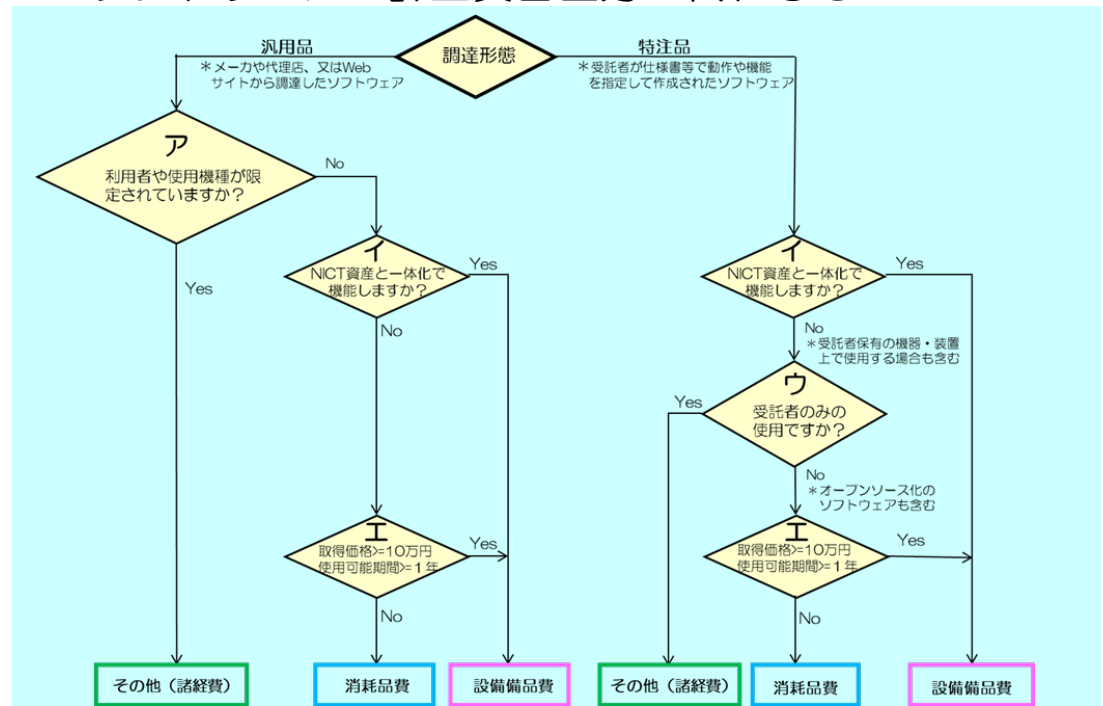 調達形態
汎用品
＊メーカや代理店、又はWeb
サイトから調達したソフトウェア
特注品
＊受託者が仕様書等で動作や機能
を指定して作成されたソフトウェア
ア
利用者や使用機種が限
定されていますか？
No
Yes
イ
NICT資産と一体化で
機能しますか？
Yes
No
イ
NICT資産と一体化で
機能しますか？
Yes
No
＊受託者保有の機器・装置
上で使用する場合も含む
ウ
受託者のみの
使用ですか？
Yes
No
＊オープンソース化の
ソフトウェアも含む
エ
取得価格>=10万円
使用可能期間>=1年
Yes
No
エ
取得価格>=10万円
使用可能期間>=1年
Yes
No
その他（諸経費）
消耗品費
設備備品費
その他（諸経費）
消耗品費
設備備品費